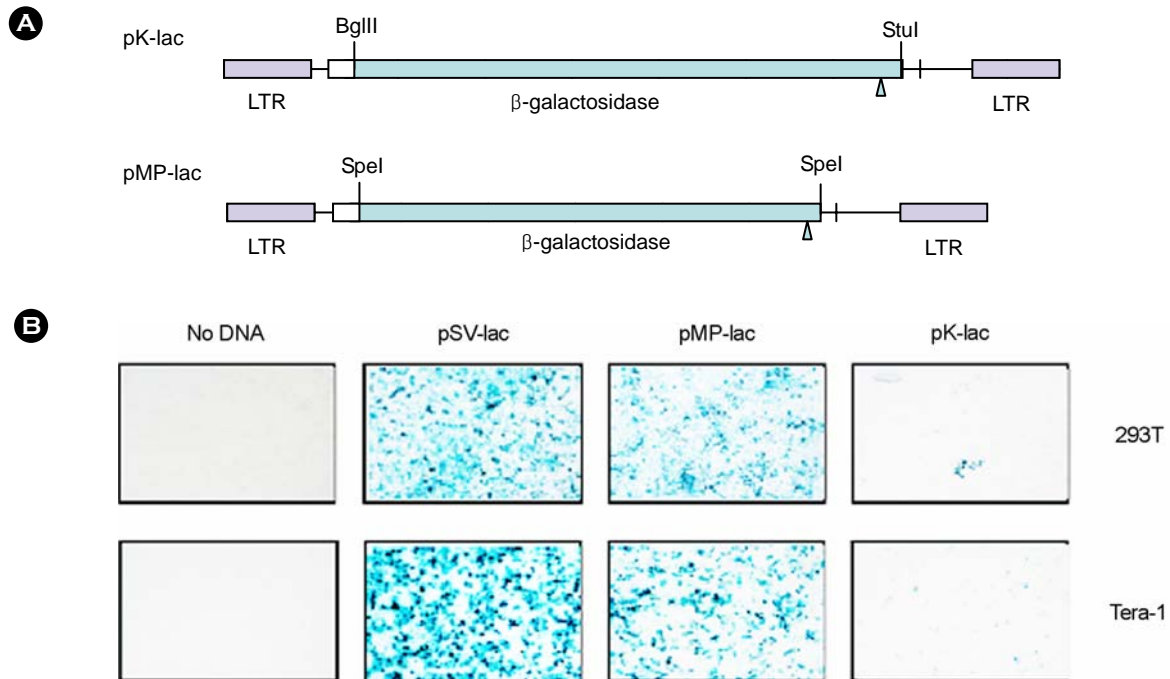 A
pK-lac
BglII
StuI
LTR
β-galactosidase
LTR
pMP-lac
SpeI
SpeI
LTR
β-galactosidase
LTR
B
No DNA
pSV-lac
pMP-lac
pK-lac
293T
Tera-1